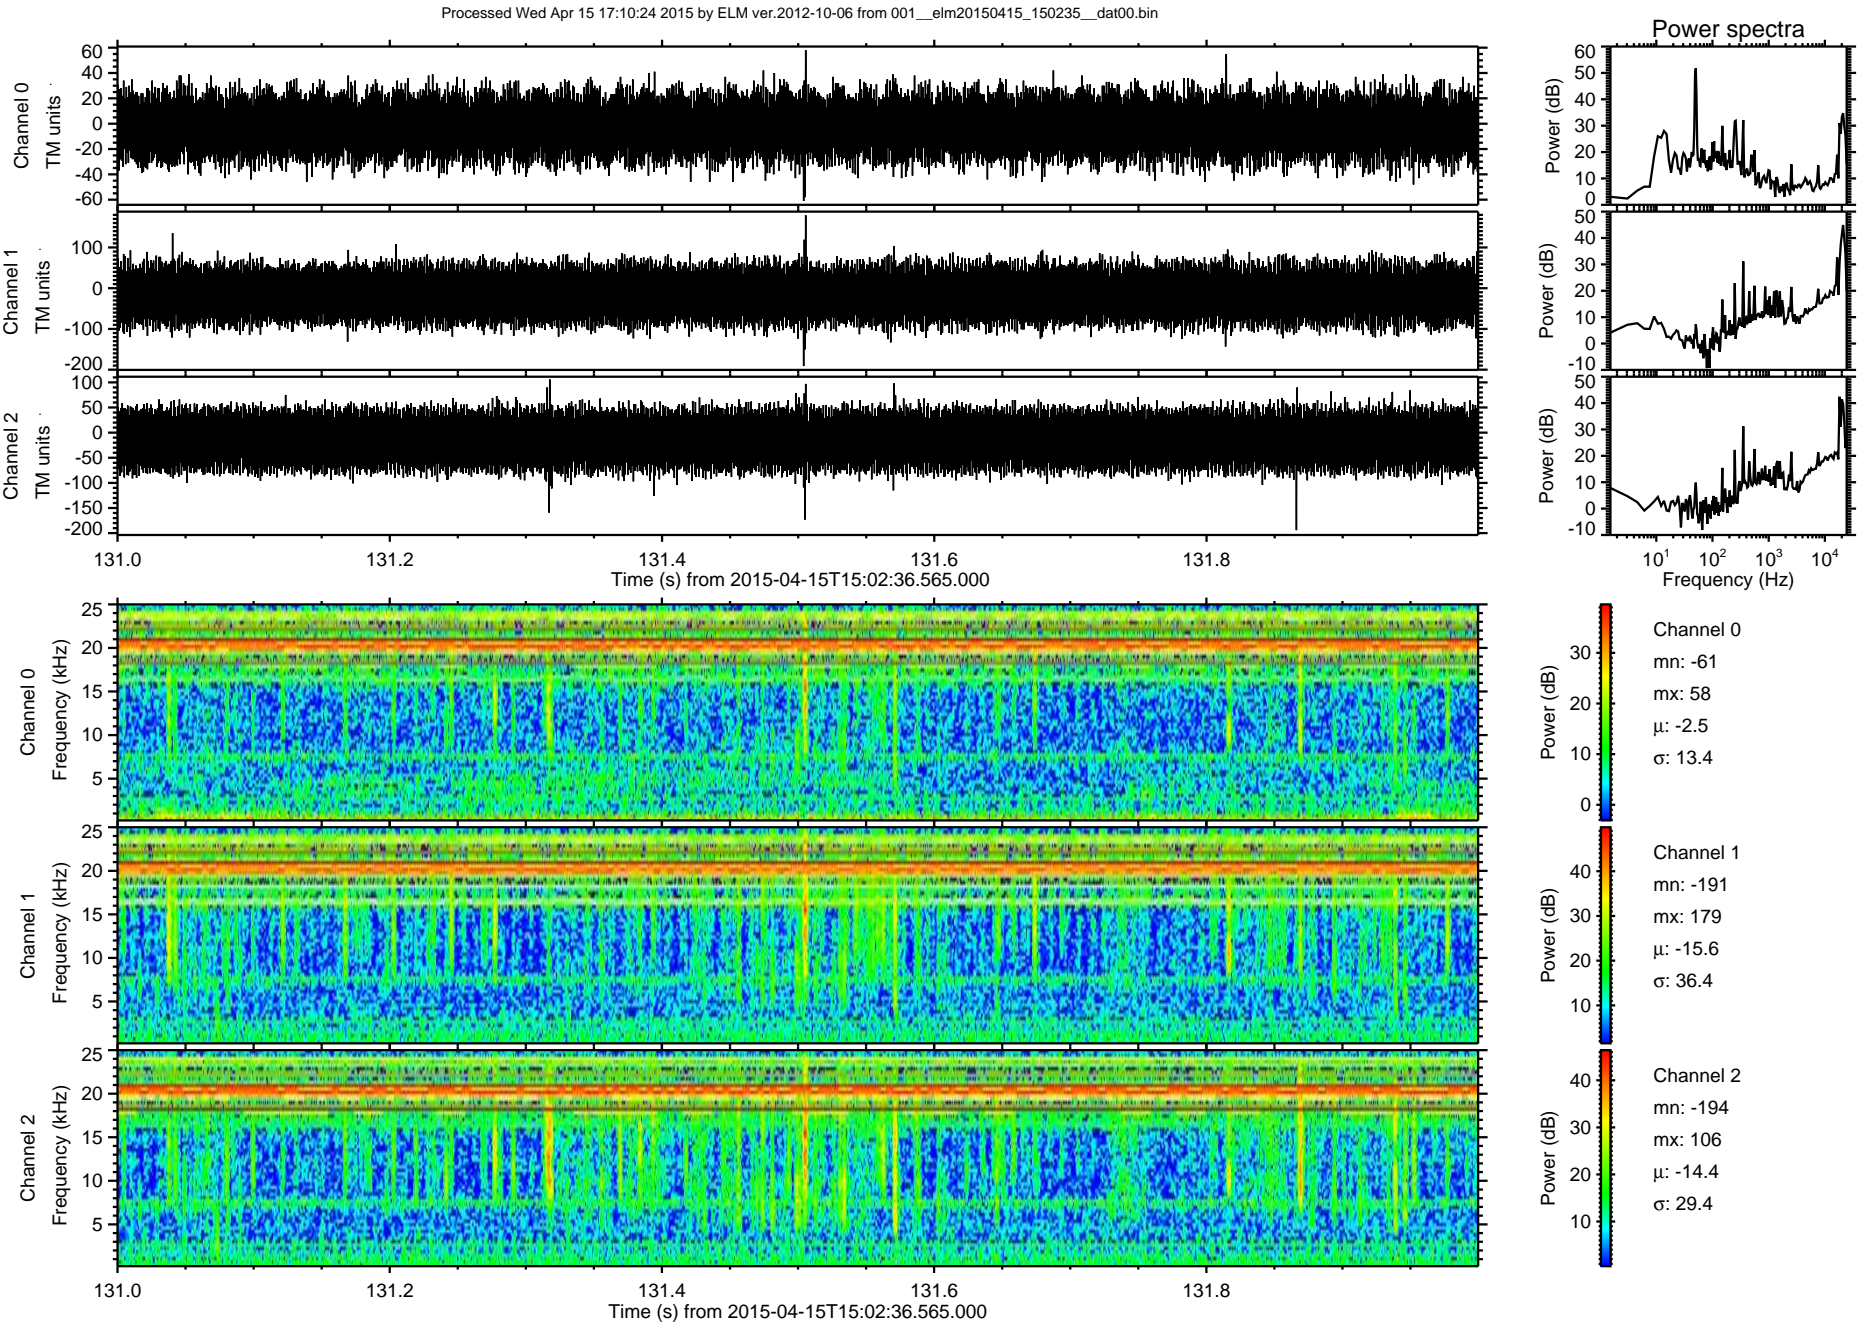 Processed Wed Apr 15 17:10:24 2015 by ELM ver.2012-10-06 from 001__elm20150415_150235__dat00.bin
Power spectra
Channel 0
TM units
60
40
20
0
-20
-40
-60
Power (dB)
60
50
40
30
20
10
0
Channel 1
TM units
100
0
-100
-200
Power (dB)
50
40
30
20
10
0
-10
Channel 2
TM units
100
50
0
-50
-100
-150
-200
Power (dB)
50
40
30
20
10
0
-10
131.0 131.2 131.4 131.6 131.8
Time (s) from 2015-04-15T15:02:36.565.000
10¹ 10² 10³ 10⁴
Frequency (Hz)
Channel 0
Frequency (kHz)
25
20
15
10
5
Power (dB)
30
20
10
0
Channel 0
mn: -61
mx: 58
µ: -2.5
σ: 13.4
Channel 1
Frequency (kHz)
25
20
15
10
5
Power (dB)
40
30
20
10
Channel 1
mn: -191
mx: 179
µ: -15.6
σ: 36.4
Channel 2
Frequency (kHz)
25
20
15
10
5
Power (dB)
40
30
20
10
Channel 2
mn: -194
mx: 106
µ: -14.4
σ: 29.4
131.0 131.2 131.4 131.6 131.8
Time (s) from 2015-04-15T15:02:36.565.000